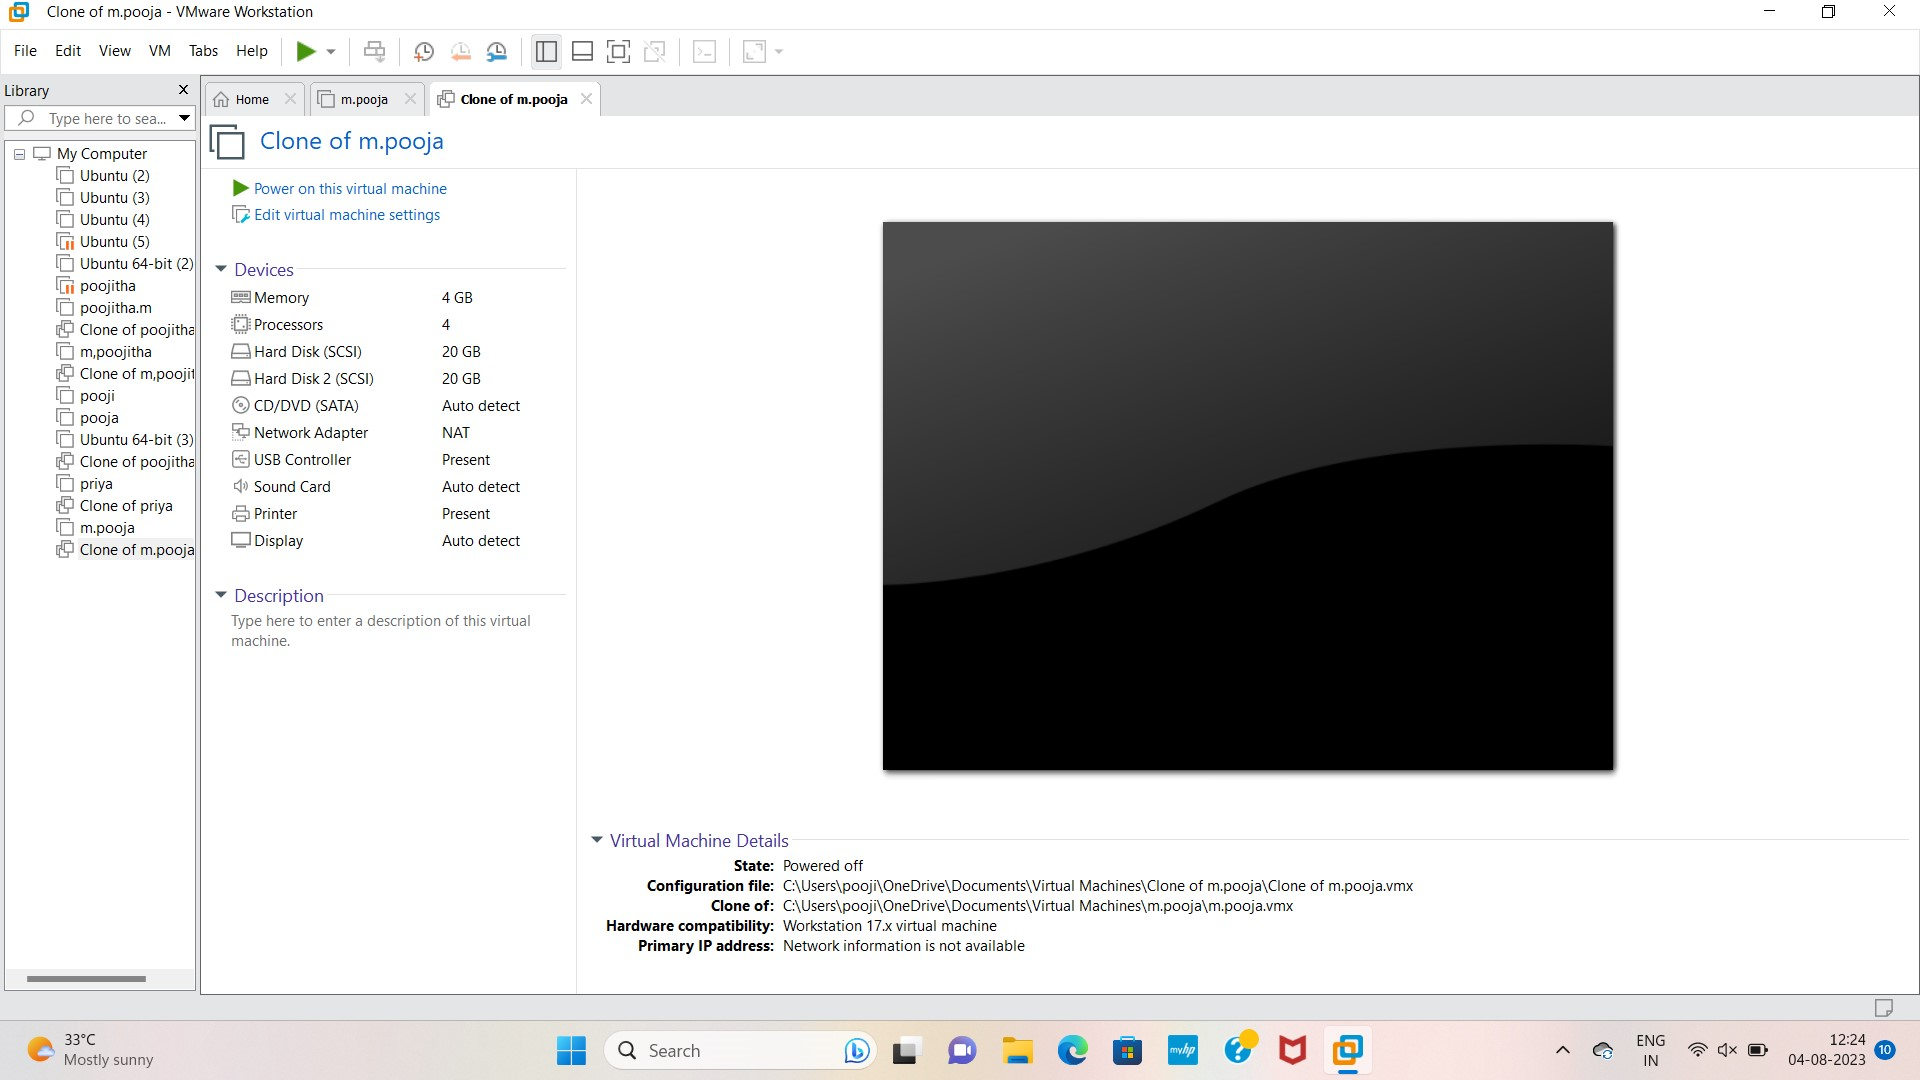 Clone of m.pooja - VMware Workstation
File Edit View VM Tabs Help
Library
Type here to sea...
Home
m.pooja
Clone of m.pooja
My Computer
Ubuntu (2)
Ubuntu (3)
Ubuntu (4)
Ubuntu (5)
Ubuntu 64-bit (2)
poojitha
poojitha.m
Clone of poojitha
m,poojitha
Clone of m,poojit
pooji
pooja
Ubuntu 64-bit (3)
Clone of poojitha
priya
Clone of priya
m.pooja
Clone of m.pooja
Clone of m.pooja
Power on this virtual machine
Edit virtual machine settings
Devices
Memory 4 GB
Processors 4
Hard Disk (SCSI) 20 GB
Hard Disk 2 (SCSI) 20 GB
CD/DVD (SATA) Auto detect
Network Adapter NAT
USB Controller Present
Sound Card Auto detect
Printer Present
Display Auto detect
Description
Type here to enter a description of this virtual
machine.
Virtual Machine Details
State: Powered off
Configuration file: C:\Users\pooji\OneDrive\Documents\Virtual Machines\Clone of m.pooja\Clone of m.pooja.vmx
Clone of: C:\Users\pooji\OneDrive\Documents\Virtual Machines\m.pooja\m.pooja.vmx
Hardware compatibility: Workstation 17.x virtual machine
Primary IP address: Network information is not available
33°C
Mostly sunny
Search
myhp
ENG
IN
12:24
04-08-2023
10